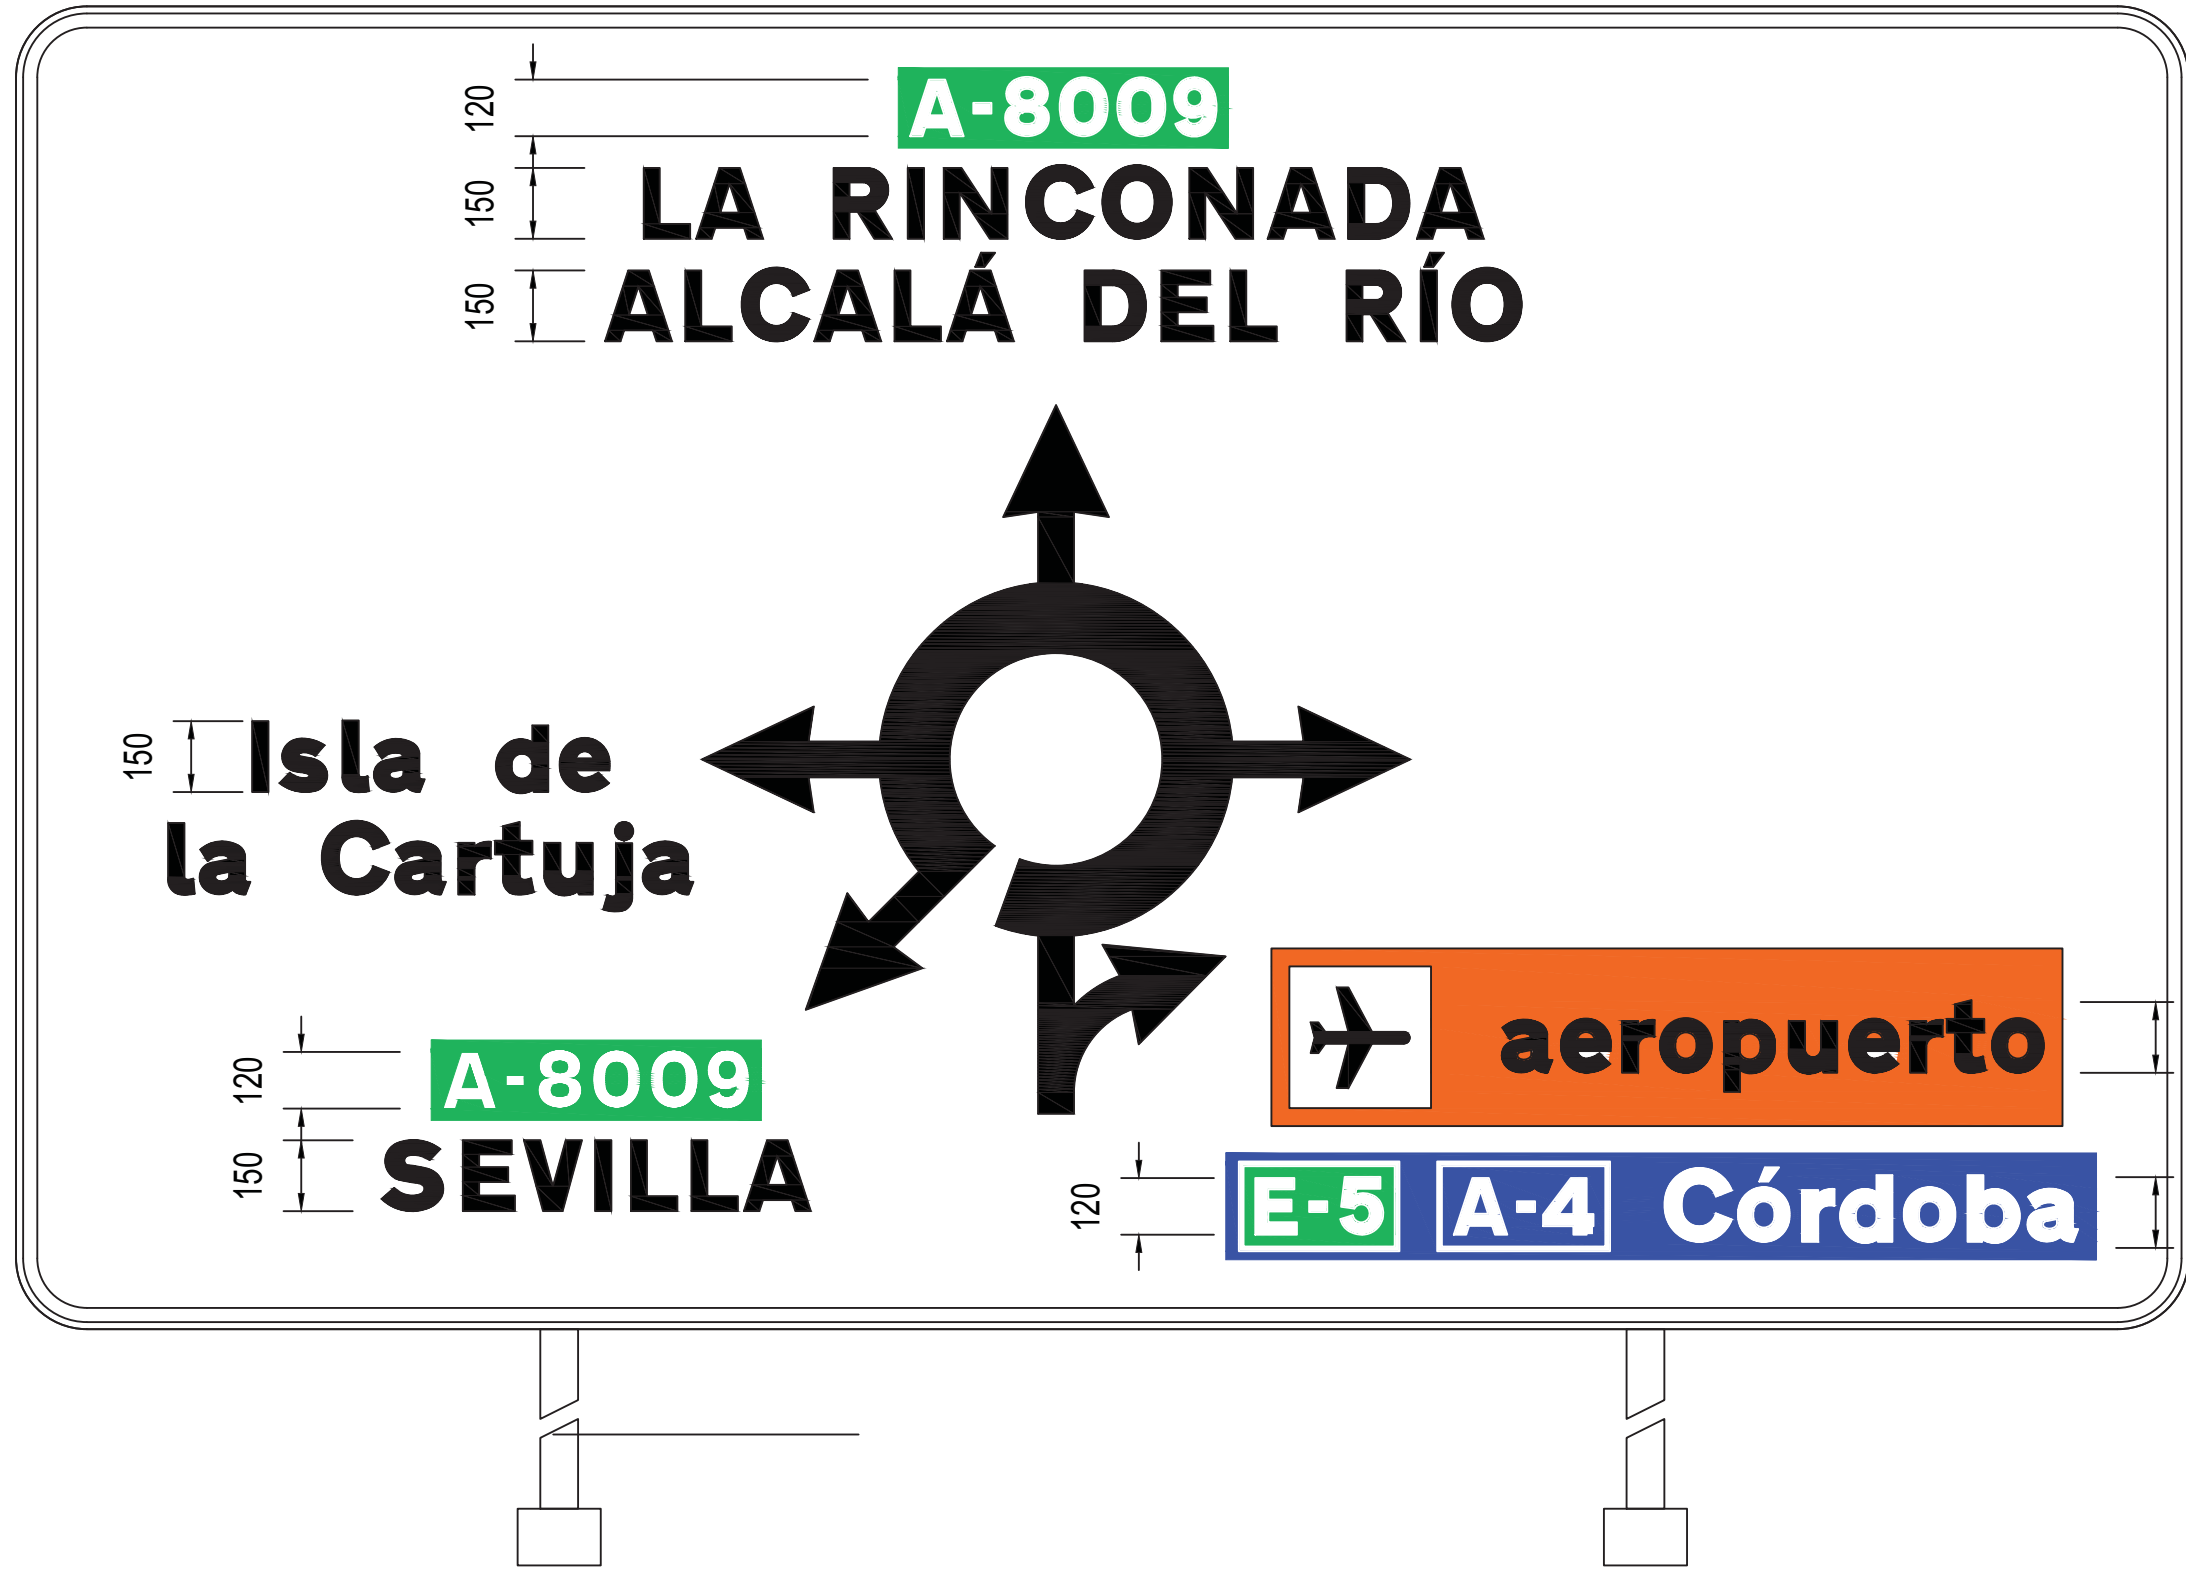 A-8009
120
LA RINCONADA
150
ALCALÁ DEL RÍO
150
Isla de
150
la Cartuja
aeropuerto
A-8009
120
SEVILLA
150
E-5 A-4 Córdoba
120